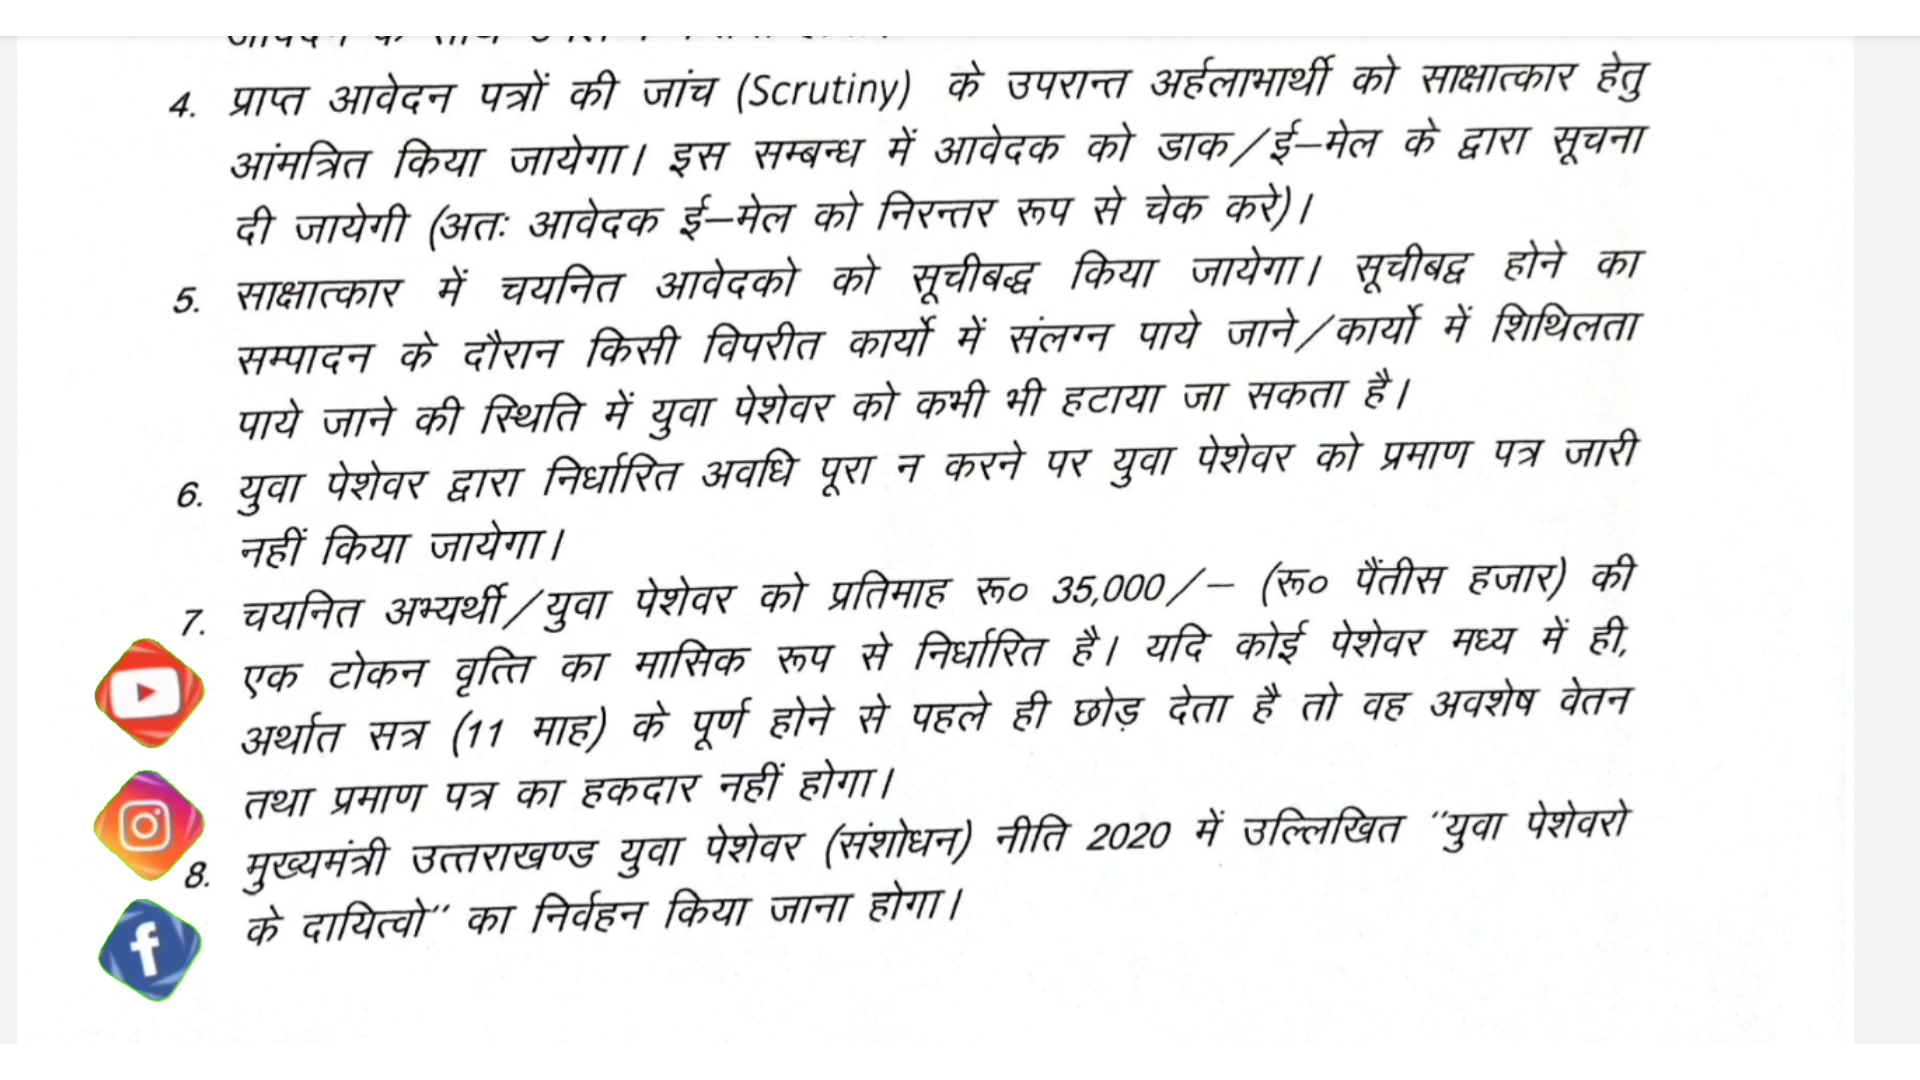 4. प्राप्त आवेदन पत्रों की जांच (Scrutiny) के उपरान्त अर्हलाभार्थी को साक्षात्कार हेतु
आंमत्रित किया जायेगा। इस सम्बन्ध में आवेदक को डाक/ई–मेल के द्वारा सूचना
दी जायेगी (अतः आवेदक ई–मेल को निरन्तर रूप से चेक करे)।
5. साक्षात्कार में चयनित आवेदको को सूचीबद्ध किया जायेगा। सूचीबद्व होने का
सम्पादन के दौरान किसी विपरीत कार्यो में संलग्न पाये जाने/कार्यो में शिथिलता
पाये जाने की स्थिति में युवा पेशेवर को कभी भी हटाया जा सकता है।
6. युवा पेशेवर द्वारा निर्धारित अवधि पूरा न करने पर युवा पेशेवर को प्रमाण पत्र जारी
नहीं किया जायेगा।
7. चयनित अभ्यर्थी/युवा पेशेवर को प्रतिमाह रू० 35,000/– (रू० पैंतीस हजार) की
एक टोकन वृत्ति का मासिक रूप से निर्धारित है। यदि कोई पेशेवर मध्य में ही,
अर्थात सत्र (11 माह) के पूर्ण होने से पहले ही छोड़ देता है तो वह अवशेष वेतन
तथा प्रमाण पत्र का हकदार नहीं होगा।
8. मुख्यमंत्री उत्तराखण्ड युवा पेशेवर (संशोधन) नीति 2020 में उल्लिखित "युवा पेशेवरो
के दायित्वो" का निर्वहन किया जाना होगा।